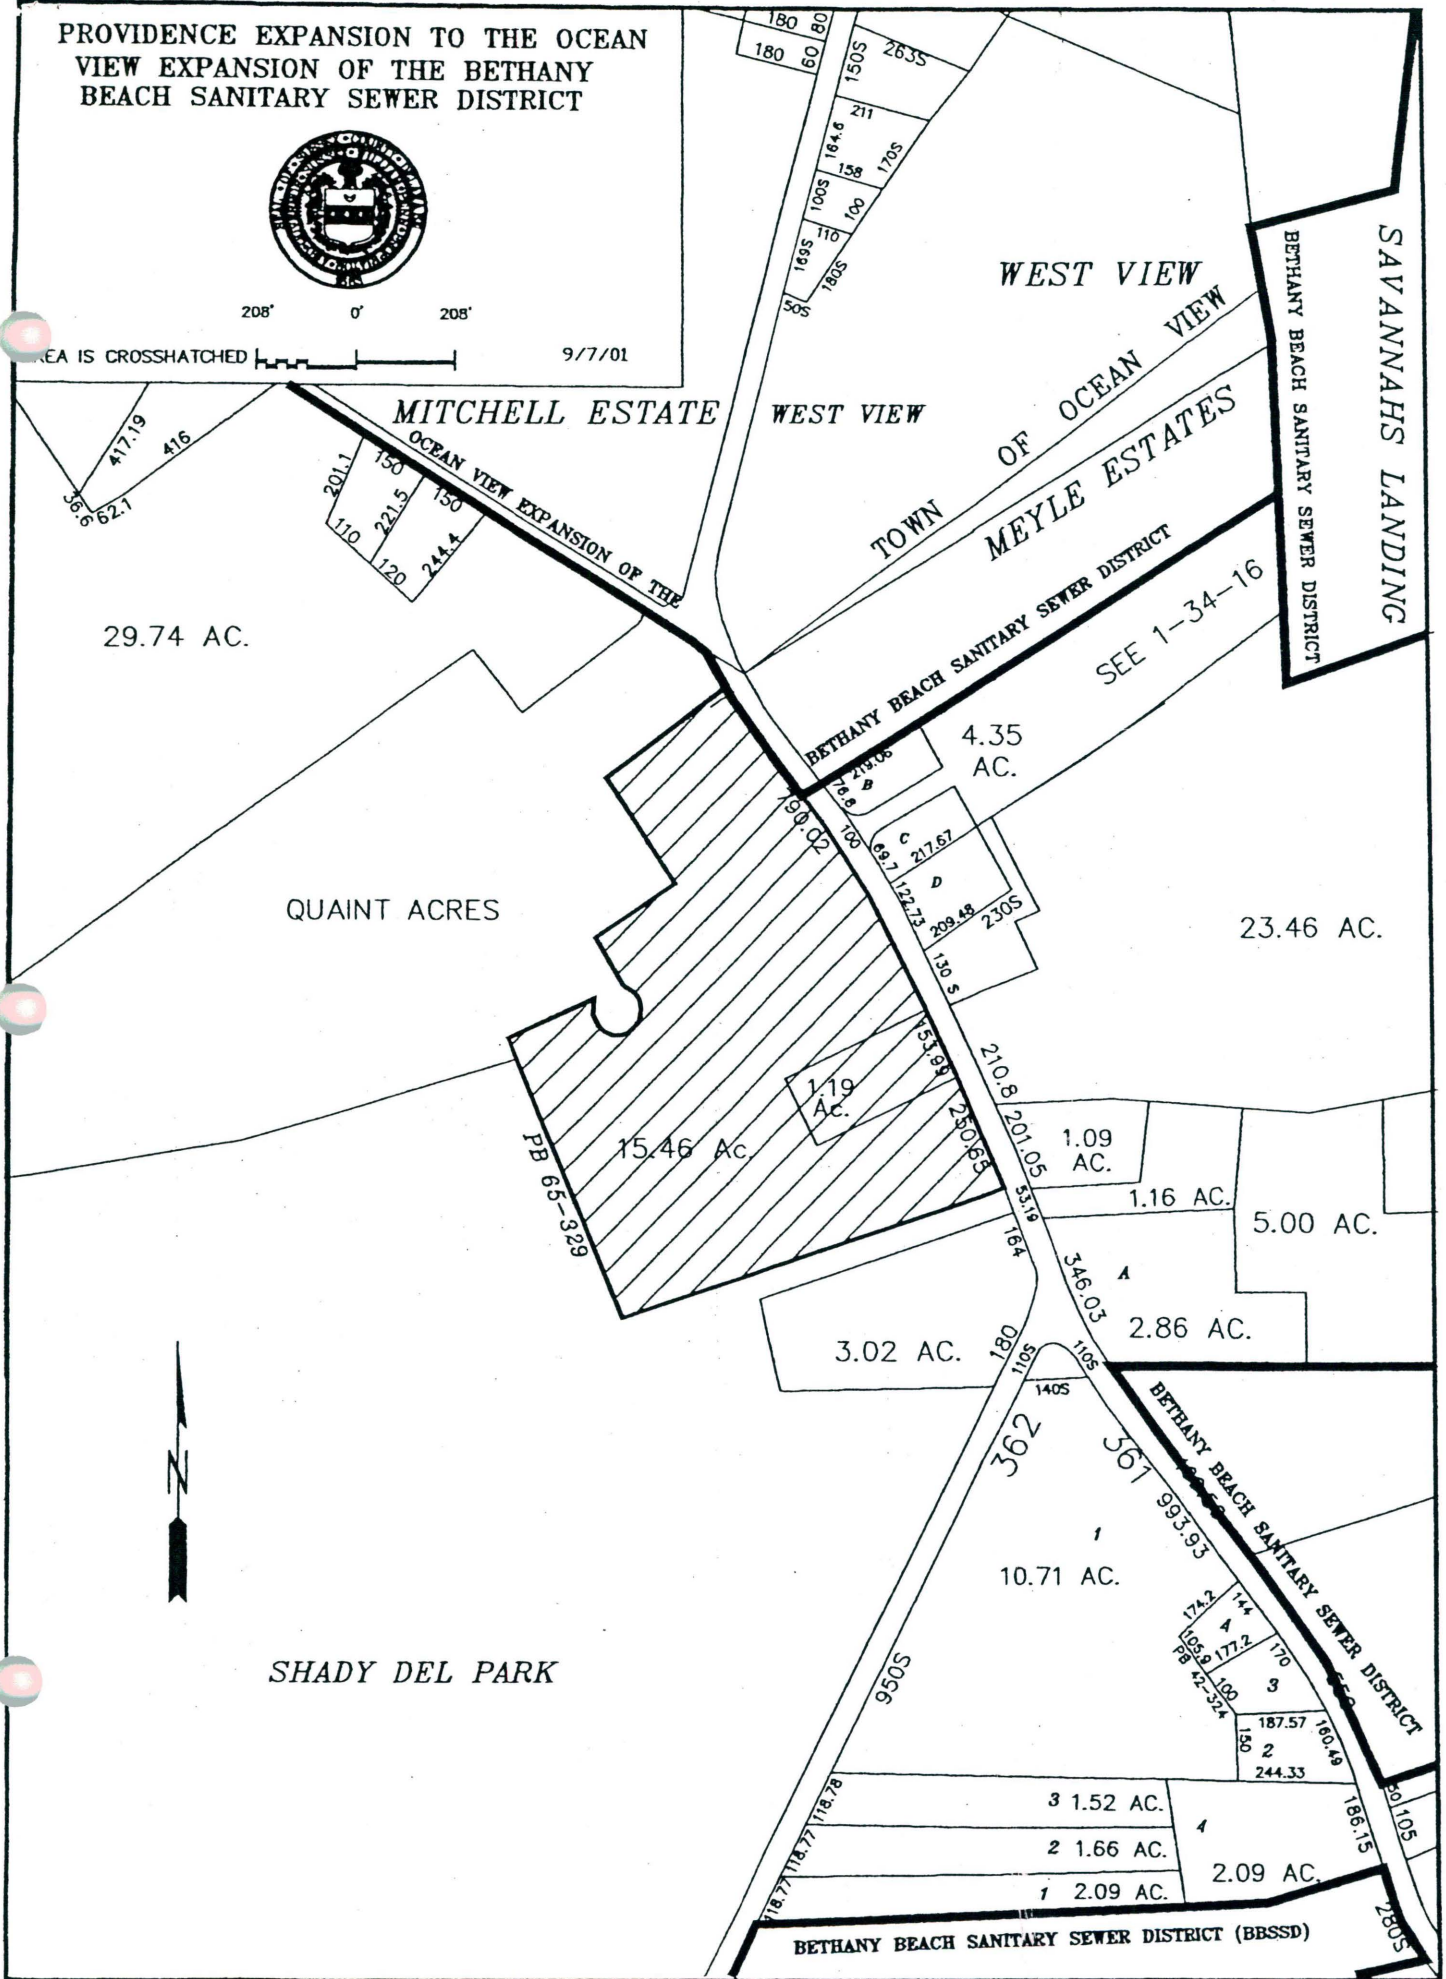 PROVIDENCE EXPANSION TO THE OCEAN
VIEW EXPANSION OF THE BETHANY
BEACH SANITARY SEWER DISTRICT
208' 0' 208'
IS CROSSHATCHED
9/7/01
180 80
180 60
150S
263S
211
164.6
170S
158
100S
100
110
169S
180S
50S
WEST VIEW
SAVANNAHS LANDING
BETHANY BEACH SANITARY SEWER DISTRICT
MITCHELL ESTATE
WEST VIEW
TOWN OF OCEAN VIEW
MEYLE ESTATES
OCEAN VIEW EXPANSION OF THE
BETHANY BEACH SANITARY SEWER DISTRICT
SEE 1-34-16
417.19
416
36.6
62.1
201.1
150
221.5
150
110
120
244.4
29.74 AC.
4.35
AC.
219.06
B
76.6
190.02
100
C
69.7
217.67
D
122.73
209.48
230S
130 S
QUAINT ACRES
23.46 AC.
153.99
210.8
1.19
Ac.
250.65
201.05
1.09
AC.
15.46 Ac.
PB 65-329
53.19
1.16 AC.
5.00 AC.
164
346.03
A
2.86 AC.
3.02 AC.
180
110S
110S
140S
N
362
361
993.93
BETHANY BEACH SANITARY SEWER DISTRICT
1
10.71 AC.
174.2
144
4
105.9
177.2
170
PB 42-324
100
3
187.57
160.49
150
2
244.33
SHADY DEL PARK
950S
118.78
3 1.52 AC.
4
186.15
50
105
118.77
2 1.66 AC.
2.09 AC.
118.77
1 2.09 AC.
280S
BETHANY BEACH SANITARY SEWER DISTRICT (BBSSD)